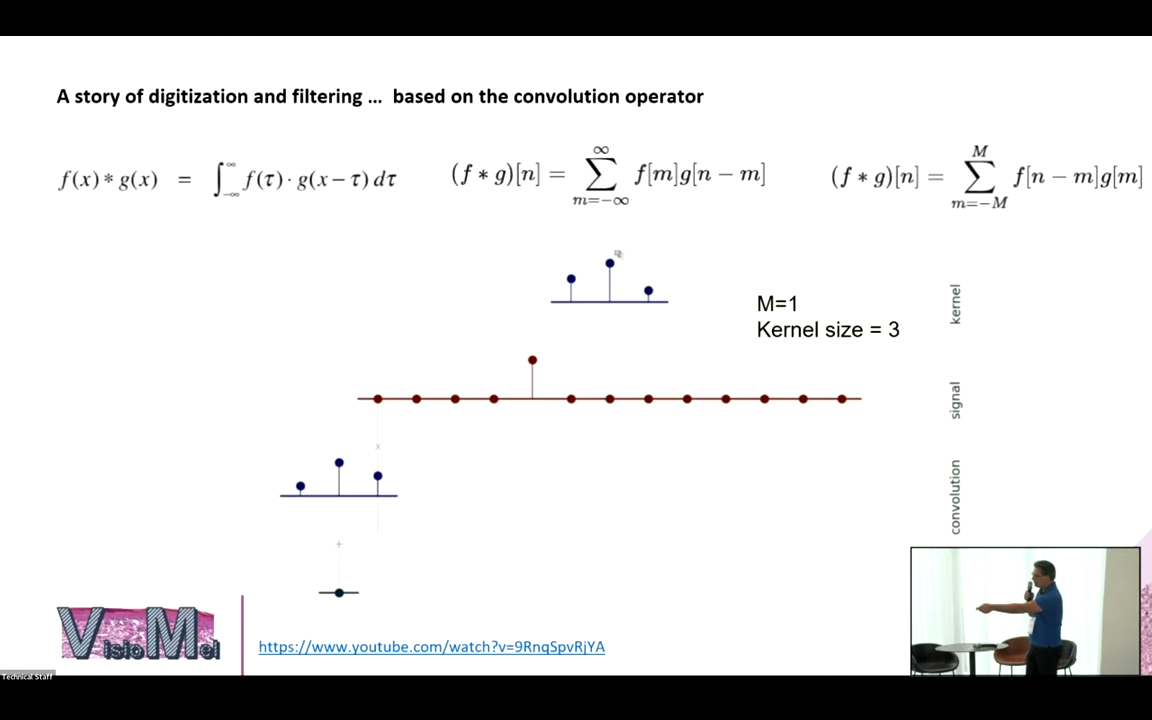 A story of digitization and filtering ... based on the convolution operator
f(x) * g(x) = ∫_{-∞}^{∞} f(τ) · g(x − τ) dτ
(f * g)[n] = ∑_{m=−∞}^{∞} f[m]g[n − m]
(f * g)[n] = ∑_{m=−M}^{M} f[n − m]g[m]
M=1
Kernel size = 3
kernel
signal
x
convolution
+
VisioMel
https://www.youtube.com/watch?v=9RnqSpvRjYA
Technical Staff